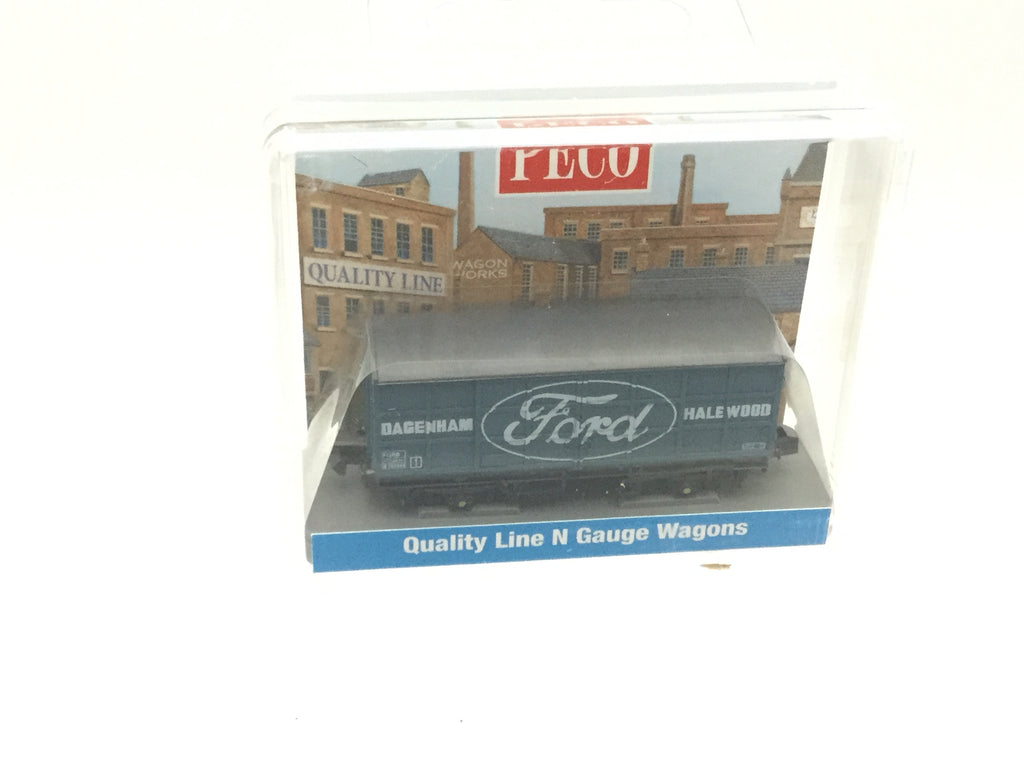 PECO
QUALITY LINE
WAGON
WORKS
DAGENHAM
Ford
HALEWOOD
Quality Line N Gauge Wagons